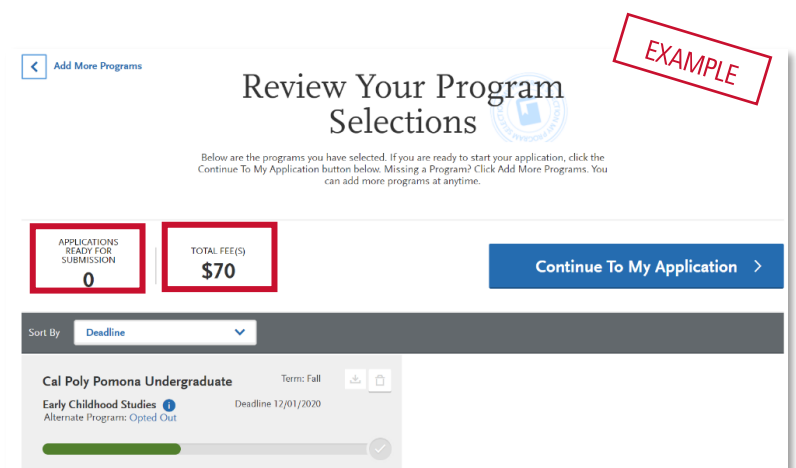 EXAMPLE
Add More Programs
Review Your Program
Selections
Below are the programs you have selected. If you are ready to start your application, click the
Continue To My Application button below. Missing a Program? Click Add More Programs. You
can add more programs at anytime.
APPLICATIONS
READY FOR
SUBMISSION
0
TOTAL FEE(S)
$70
Continue To My Application
Sort By Deadline
Cal Poly Pomona Undergraduate Term: Fall
Early Childhood Studies i Deadline 12/01/2020
Alternate Program: Opted Out